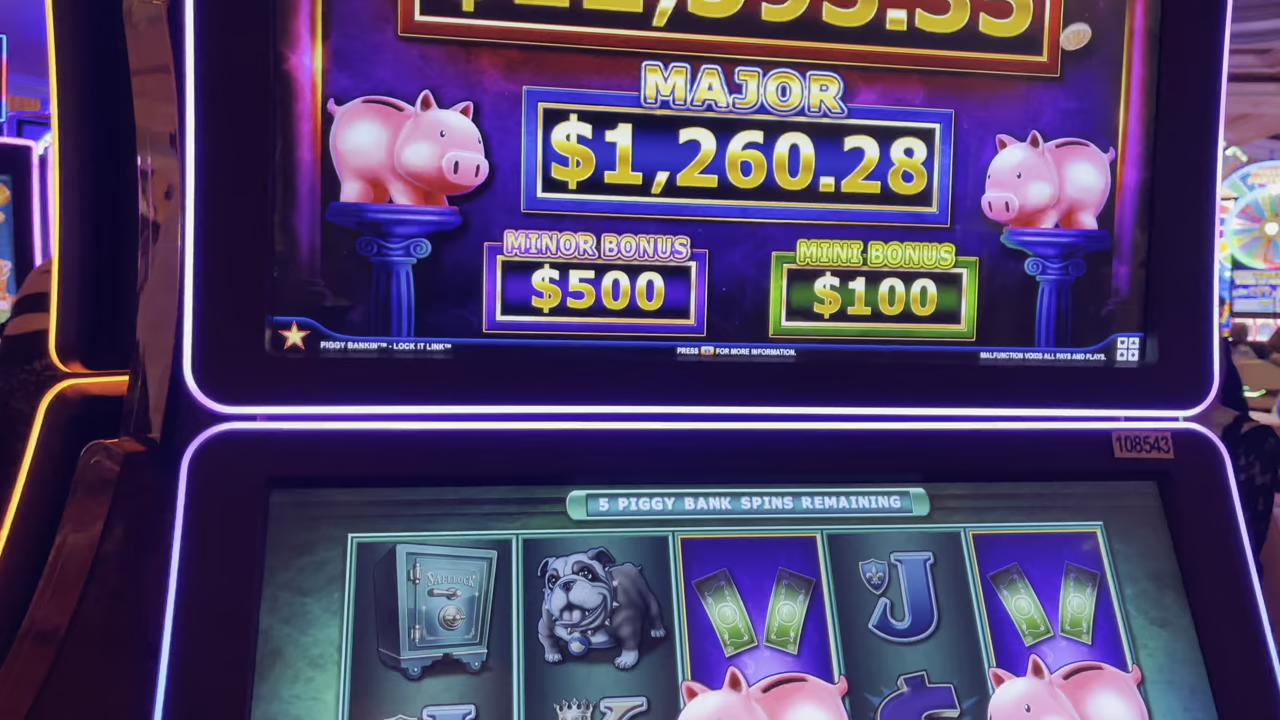 MAJOR
$1,260.28
MINOR BONUS
$500
MINI BONUS
$100
PIGGY BANKIN'™ - LOCK IT LINK™
PRESS FOR MORE INFORMATION.
MALFUNCTION VOIDS ALL PAYS AND PLAYS.
108543
5 PIGGY BANK SPINS REMAINING
SAFELOCK
J